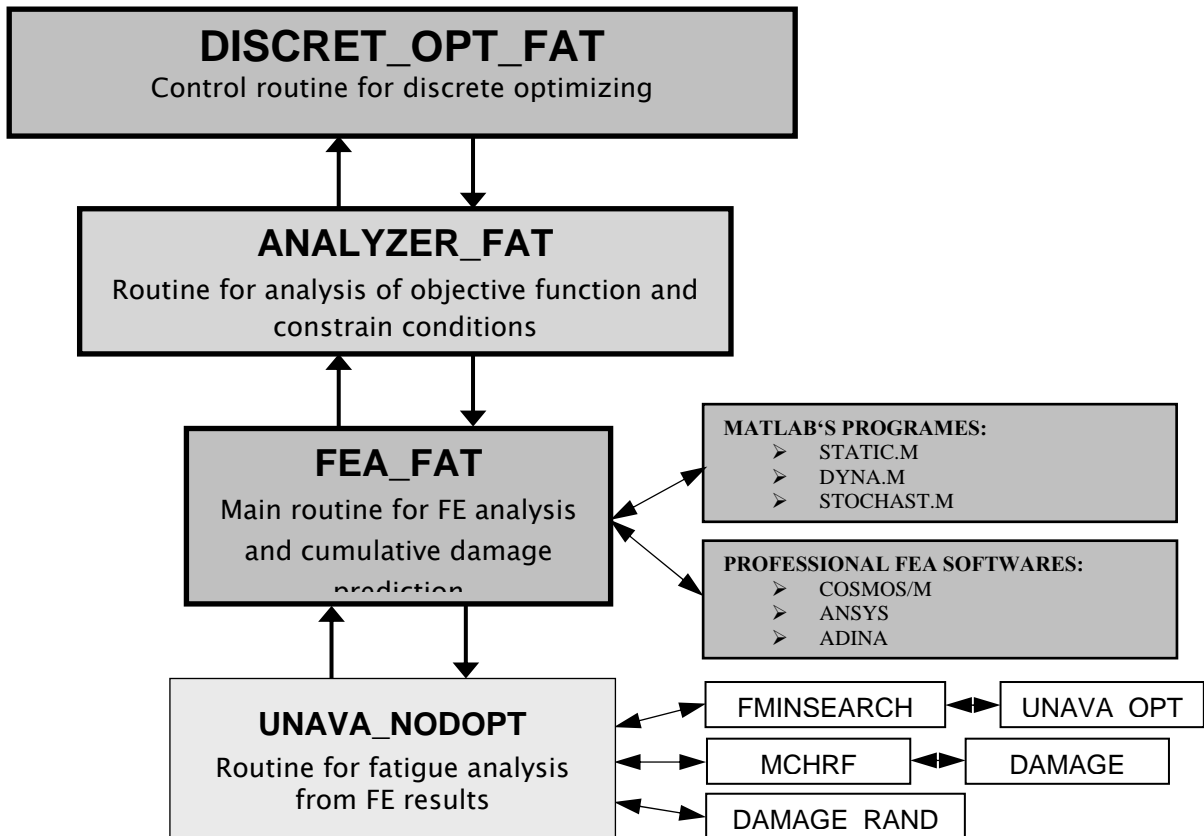 DISCRET_OPT_FAT
Control routine for discrete optimizing
ANALYZER_FAT
Routine for analysis of objective function and
constrain conditions
FEA_FAT
Main routine for FE analysis
and cumulative damage
prediction
MATLAB‘S PROGRAMES:
➢ STATIC.M
➢ DYNA.M
➢ STOCHAST.M
PROFESSIONAL FEA SOFTWARES:
➢ COSMOS/M
➢ ANSYS
➢ ADINA
UNAVA_NODOPT
Routine for fatigue analysis
from FE results
FMINSEARCH
UNAVA OPT
MCHRF
DAMAGE
DAMAGE RAND